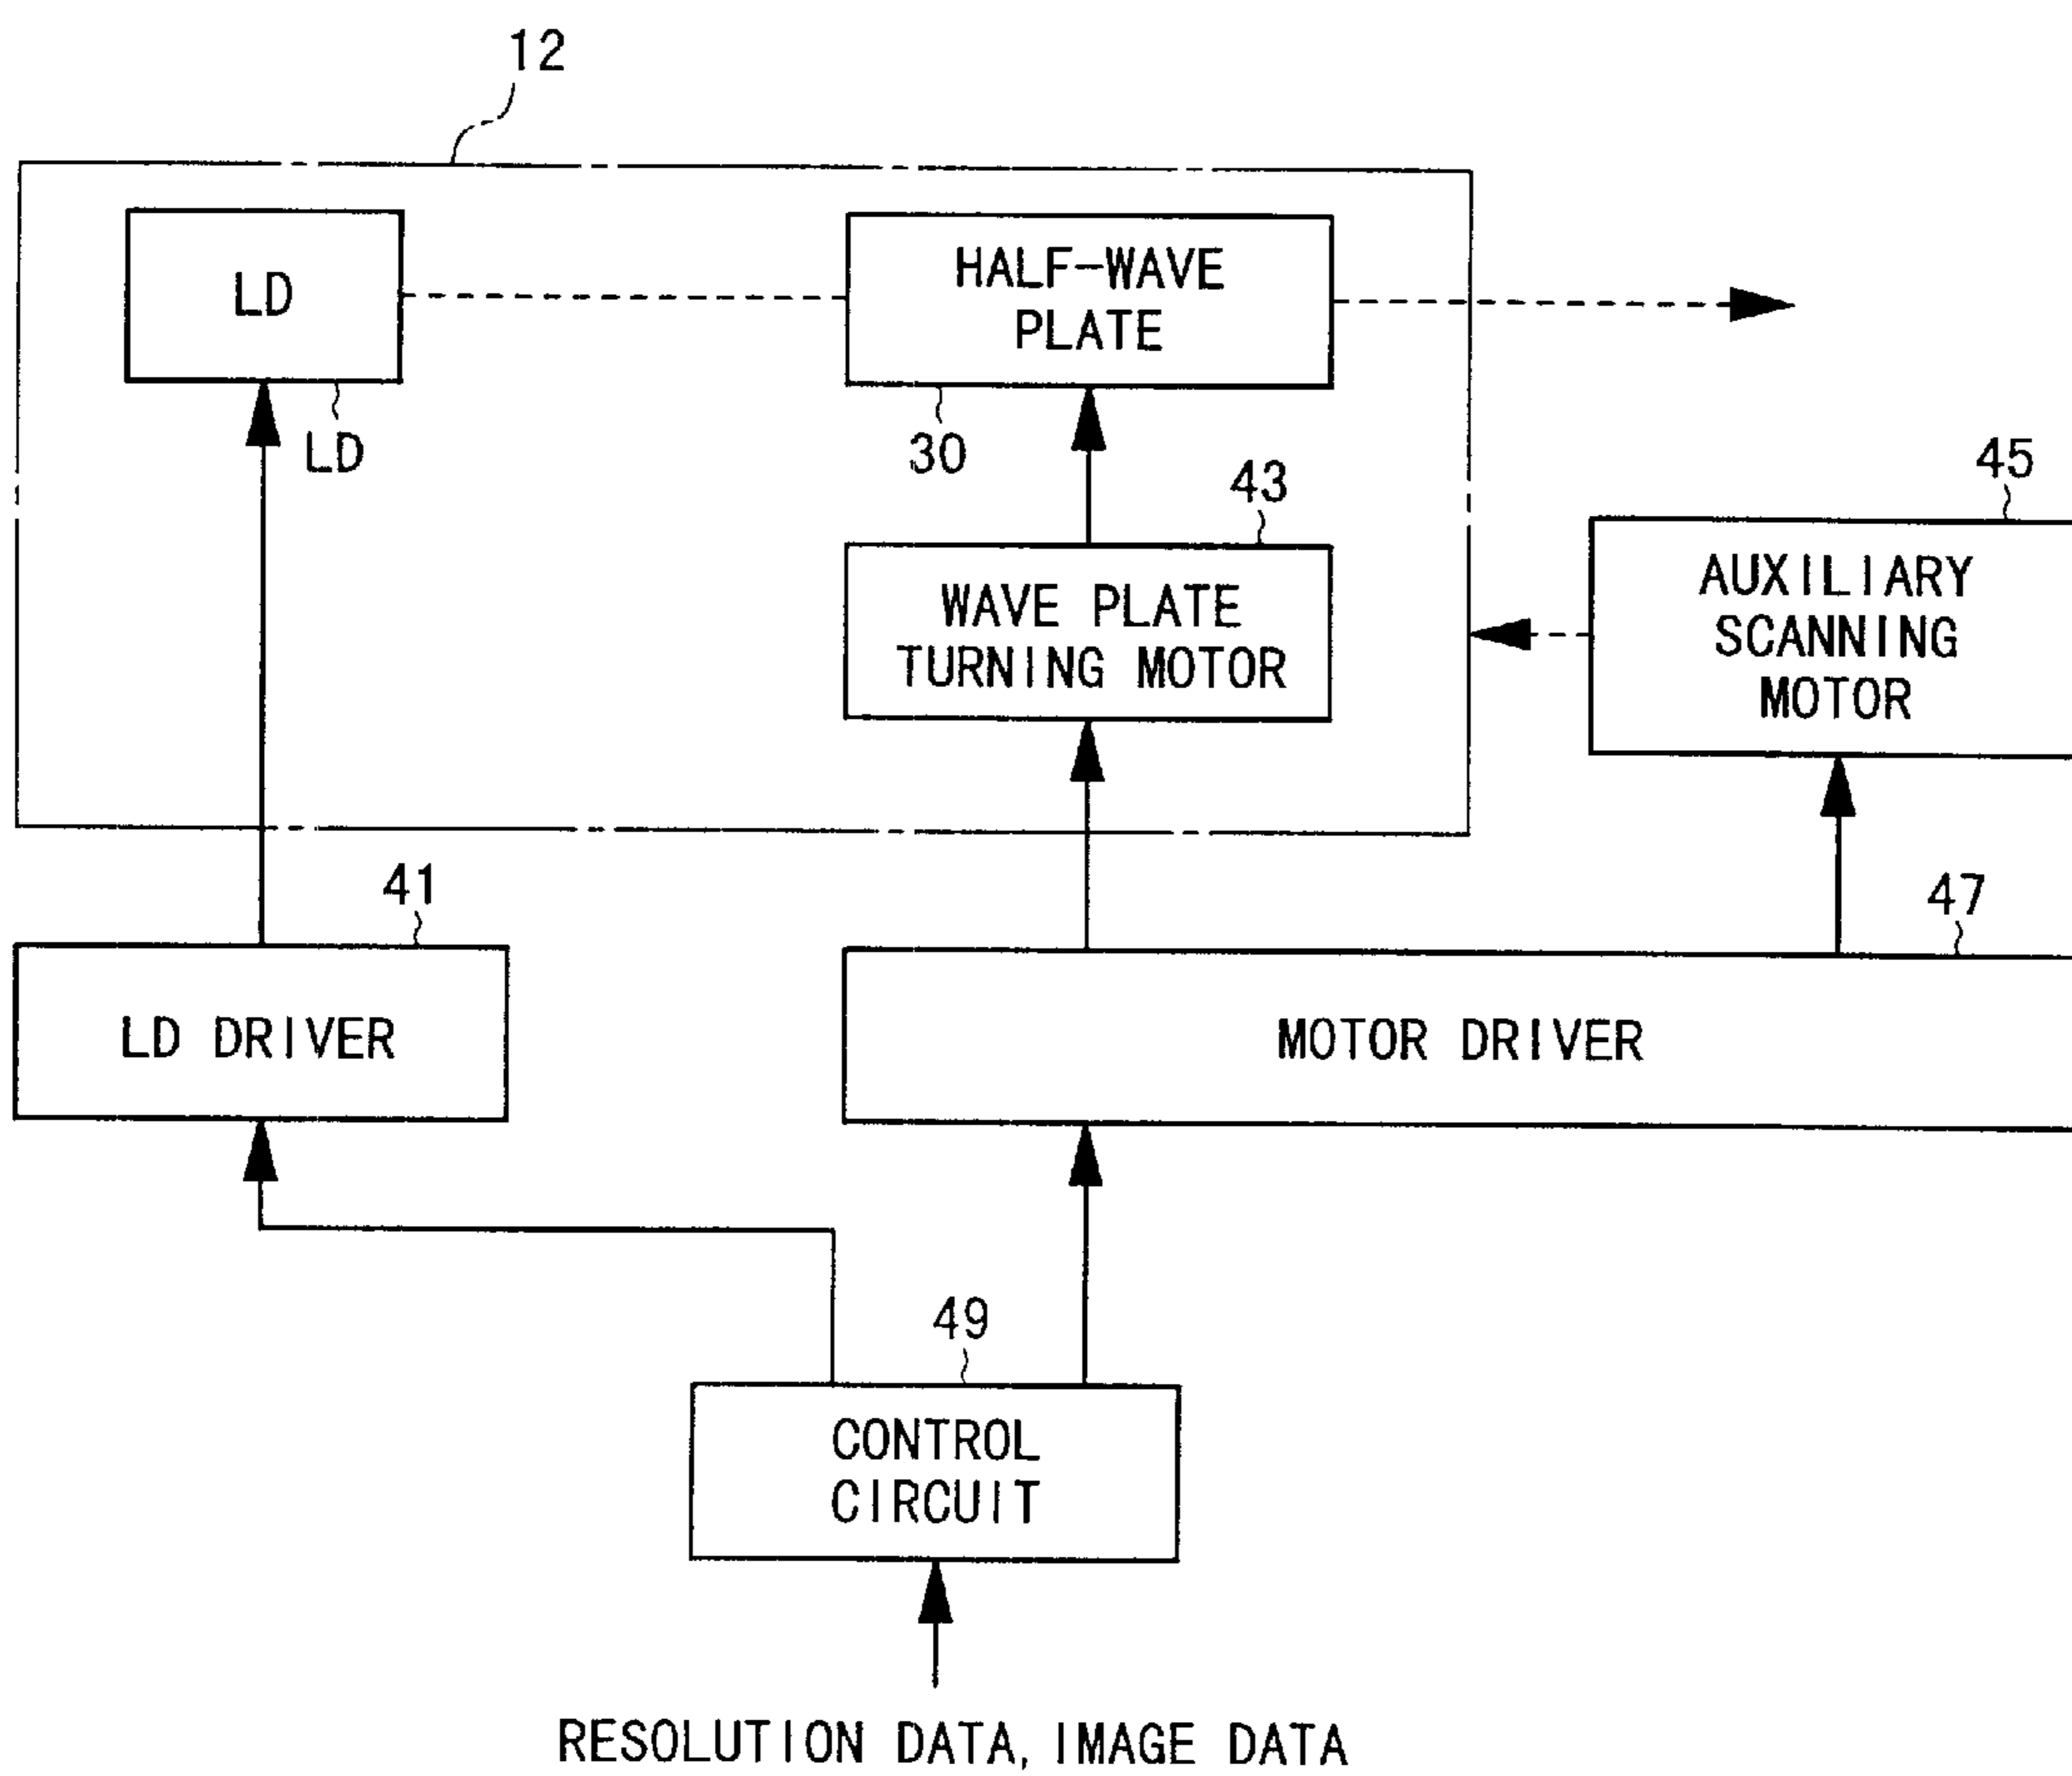 12
LD
HALF-WAVE
PLATE
LD
30
43
45
WAVE PLATE
TURNING MOTOR
AUXILIARY
SCANNING
MOTOR
41
47
LD DRIVER
MOTOR DRIVER
49
CONTROL
CIRCUIT
RESOLUTION DATA, IMAGE DATA